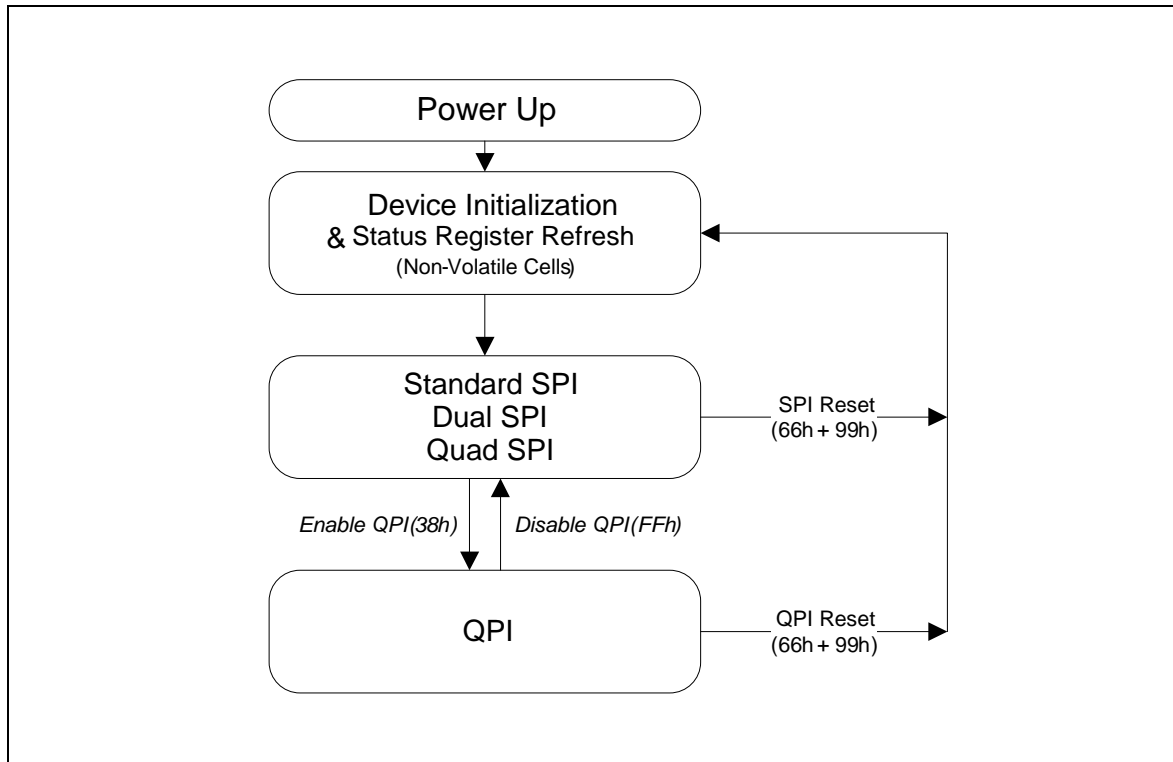 Power Up
Device Initialization
& Status Register Refresh
(Non-Volatile Cells)
Standard SPI
Dual SPI
Quad SPI
SPI Reset
(66h + 99h)
Enable QPI(38h)
Disable QPI(FFh)
QPI
QPI Reset
(66h + 99h)